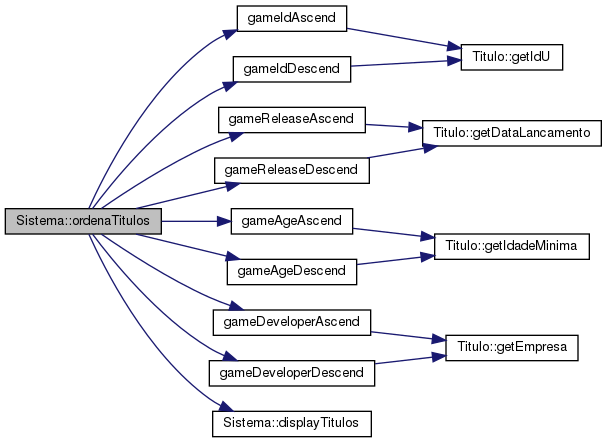 gameIdAscend
Titulo::getIdU
gameIdDescend
gameReleaseAscend
Titulo::getDataLancamento
gameReleaseDescend
Sistema::ordenaTitulos
gameAgeAscend
Titulo::getIdadeMinima
gameAgeDescend
gameDeveloperAscend
Titulo::getEmpresa
gameDeveloperDescend
Sistema::displayTitulos